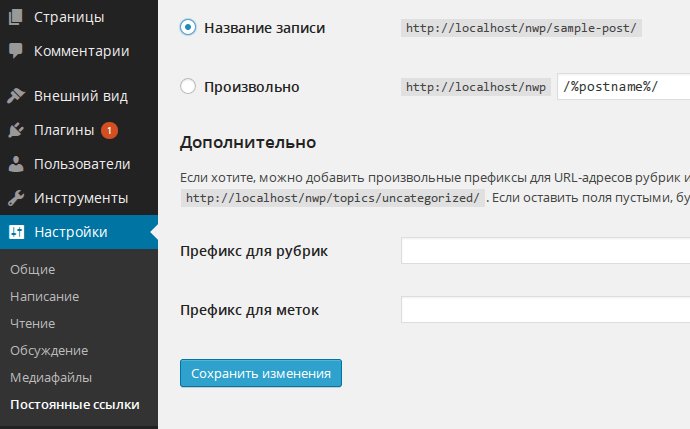 Страницы
Комментарии
Внешний вид
Плагины 1
Пользователи
Инструменты
Настройки
Общие
Написание
Чтение
Обсуждение
Медиафайлы
Постоянные ссылки
Название записи http://localhost/nwp/sample-post/
Произвольно http://localhost/nwp /%postname%/
Дополнительно
Если хотите, можно добавить произвольные префиксы для URL-адресов рубрик и
http://localhost/nwp/topics/uncategorized/ . Если оставить поля пустыми, бу
Префикс для рубрик
Префикс для меток
Сохранить изменения